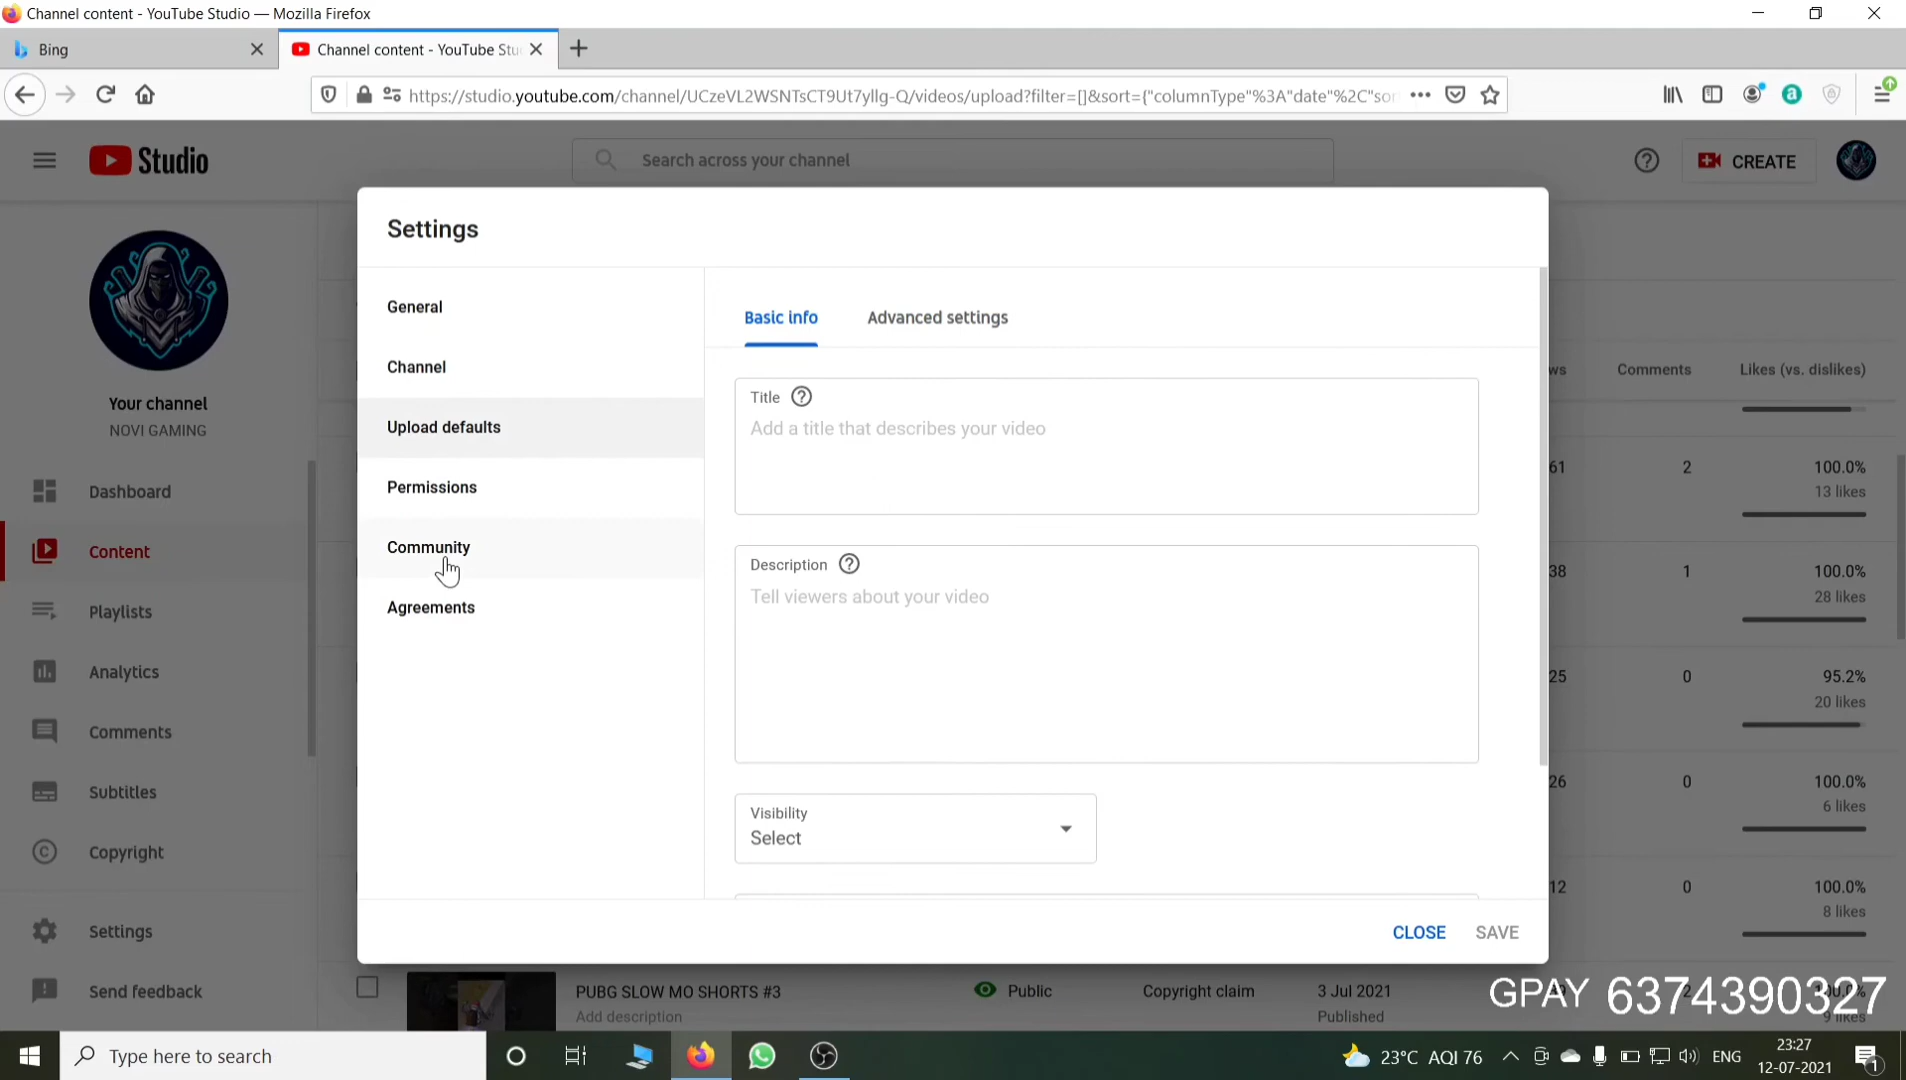 Channel content - YouTube Studio — Mozilla Firefox
Bing
Channel content - YouTube Stu
https://studio.youtube.com/channel/UCzeVL2WSNTsCT9Ut7yllg-Q/videos/upload?filter=[]&sort={"columnType"%3A"date"%2C"sor
Studio
Search across your channel
CREATE
Settings
General
Channel
Upload defaults
Permissions
Community
Agreements
Basic info
Advanced settings
Title
Add a title that describes your video
Description
Tell viewers about your video
Visibility
Select
CLOSE
SAVE
Your channel
NOVI GAMING
Dashboard
Content
Playlists
Analytics
Comments
Subtitles
Copyright
Settings
Send feedback
ws Comments Likes (vs. dislikes)
61 2 100.0%
13 likes
38 1 100.0%
28 likes
25 0 95.2%
20 likes
26 0 100.0%
6 likes
12 0 100.0%
8 likes
PUBG SLOW MO SHORTS #3 Public Copyright claim 3 Jul 2021
Add description Published 9 likes
GPAY 6374390327
Type here to search
23°C AQI 76
ENG
23:27
12-07-2021
1